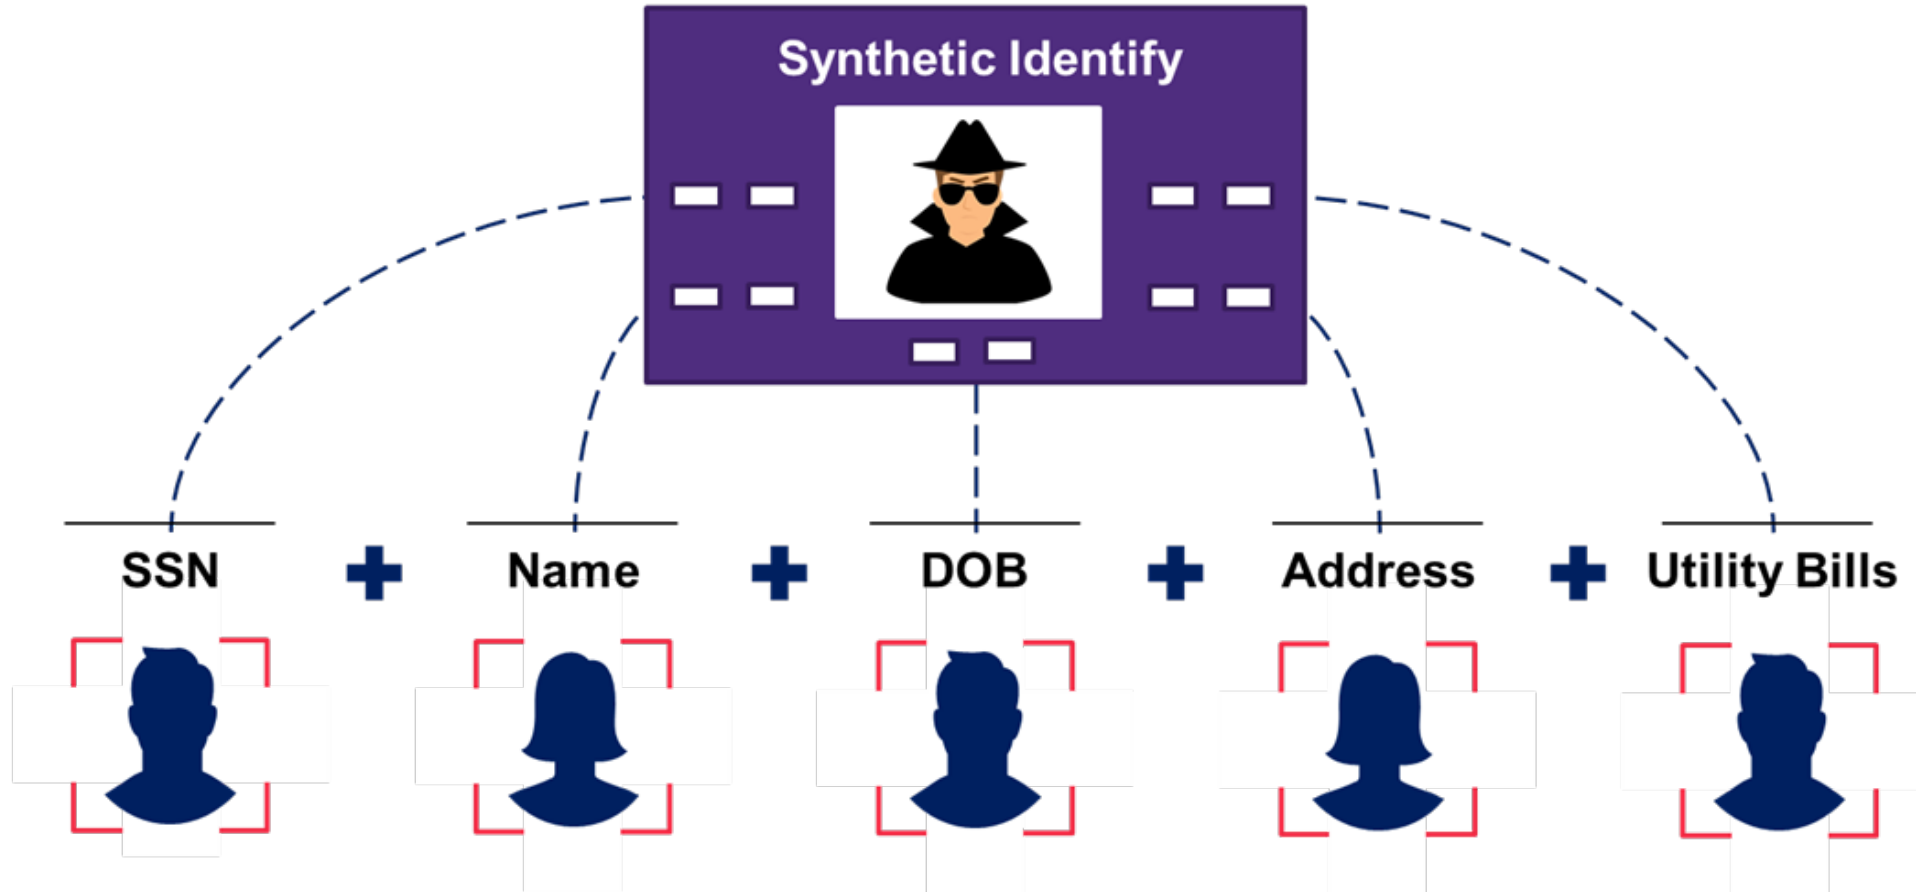 Synthetic Identify
SSN
Name
DOB
Address
Utility Bills